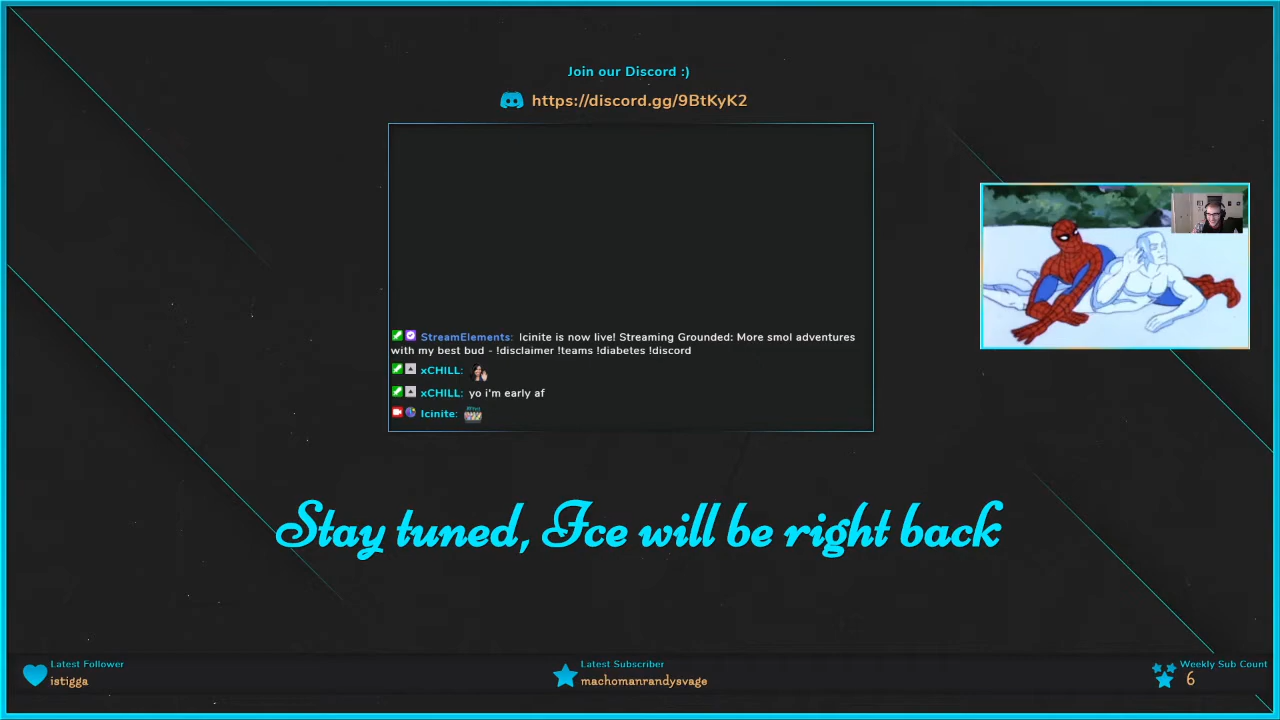 Join our Discord :)
https://discord.gg/9BtKyK2
StreamElements: Icinite is now live! Streaming Grounded: More smol adventures
with my best bud - !disclaimer !teams !diabetes !discord
xCHILL:
xCHILL: yo i'm early af
Icinite:
Stay tuned, Ice will be right back
Latest Follower
istigga
Latest Subscriber
machomanrandysvage
Weekly Sub Count
6